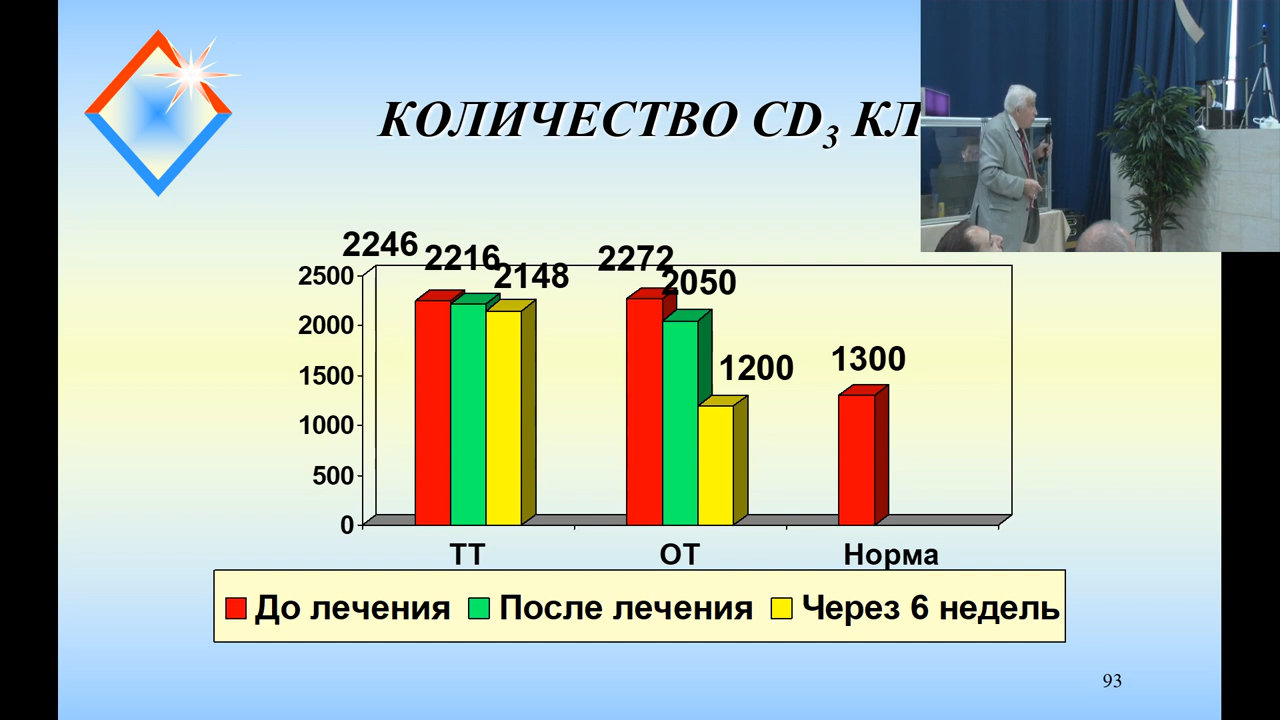 КОЛИЧЕСТВО CD3 КЛ
2246
2216
2148
2272
2050
1200
1300
2500
2000
1500
1000
500
0
ТТ
ОТ
Норма
До лечения
После лечения
Через 6 недель
93